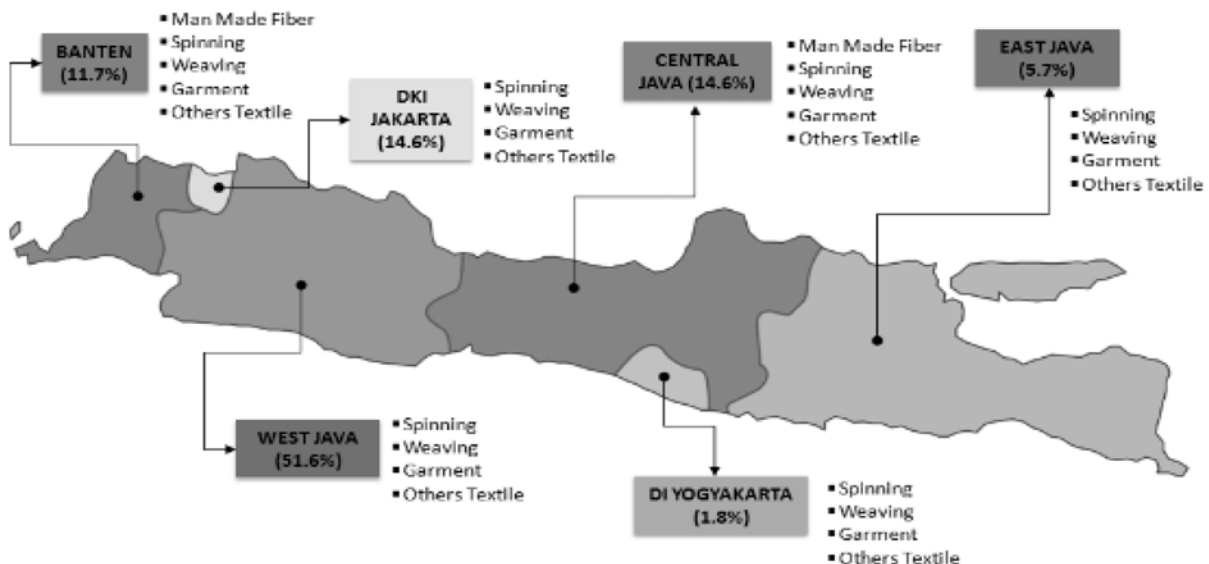 BANTEN
(11.7%)
▪ Man Made Fiber
▪ Spinning
▪ Weaving
▪ Garment
▪ Others Textile
DKI
JAKARTA
(14.6%)
▪ Spinning
▪ Weaving
▪ Garment
▪ Others Textile
CENTRAL
JAVA (14.6%)
▪ Man Made Fiber
▪ Spinning
▪ Weaving
▪ Garment
▪ Others Textile
EAST JAVA
(5.7%)
▪ Spinning
▪ Weaving
▪ Garment
▪ Others Textile
WEST JAVA
(51.6%)
▪ Spinning
▪ Weaving
▪ Garment
▪ Others Textile
DI YOGYAKARTA
(1.8%)
▪ Spinning
▪ Weaving
▪ Garment
▪ Others Textile